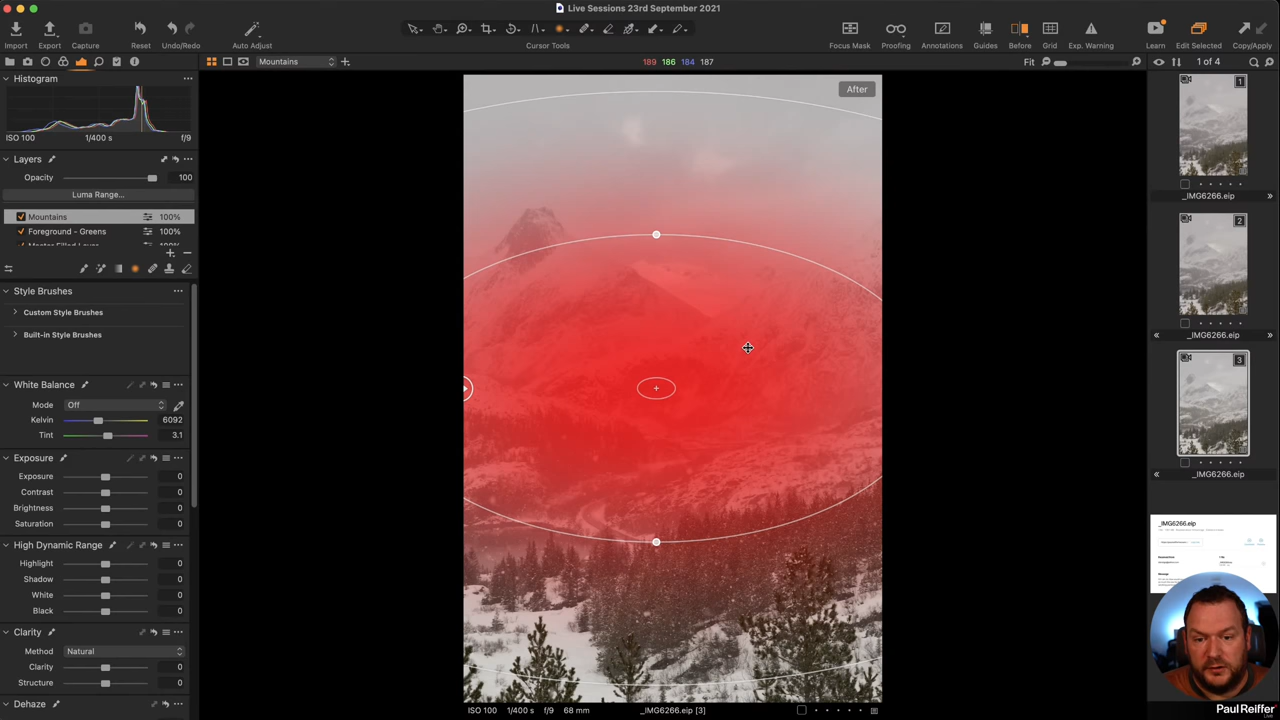 Live Sessions 23rd September 2021
Import
Export
Capture
Reset
Undo/Redo
Auto Adjust
Cursor Tools
Focus Mask
Proofing
Annotations
Guides
Before
Grid
Exp. Warning
Learn
Edit Selected
Copy/Apply
Mountains
189 186 184 187
Fit
1 of 4
Histogram
ISO 100 1/400 s f/9
Layers
Opacity 100
Luma Range...
Mountains 100%
Foreground - Greens 100%
Style Brushes
Custom Style Brushes
Built-in Style Brushes
White Balance
Mode Off
Kelvin 6092
Tint 3.1
Exposure
Exposure 0
Contrast 0
Brightness 0
Saturation 0
High Dynamic Range
Highlight 0
Shadow 0
White 0
Black 0
Clarity
Method Natural
Clarity 0
Structure 0
Dehaze
After
ISO 100 1/400 s f/9 68 mm _IMG6266.eip [3]
1
_IMG6266.eip
2
_IMG6266.eip
3
_IMG6266.eip
_IMG6266.eip
PaulReiffer
Live